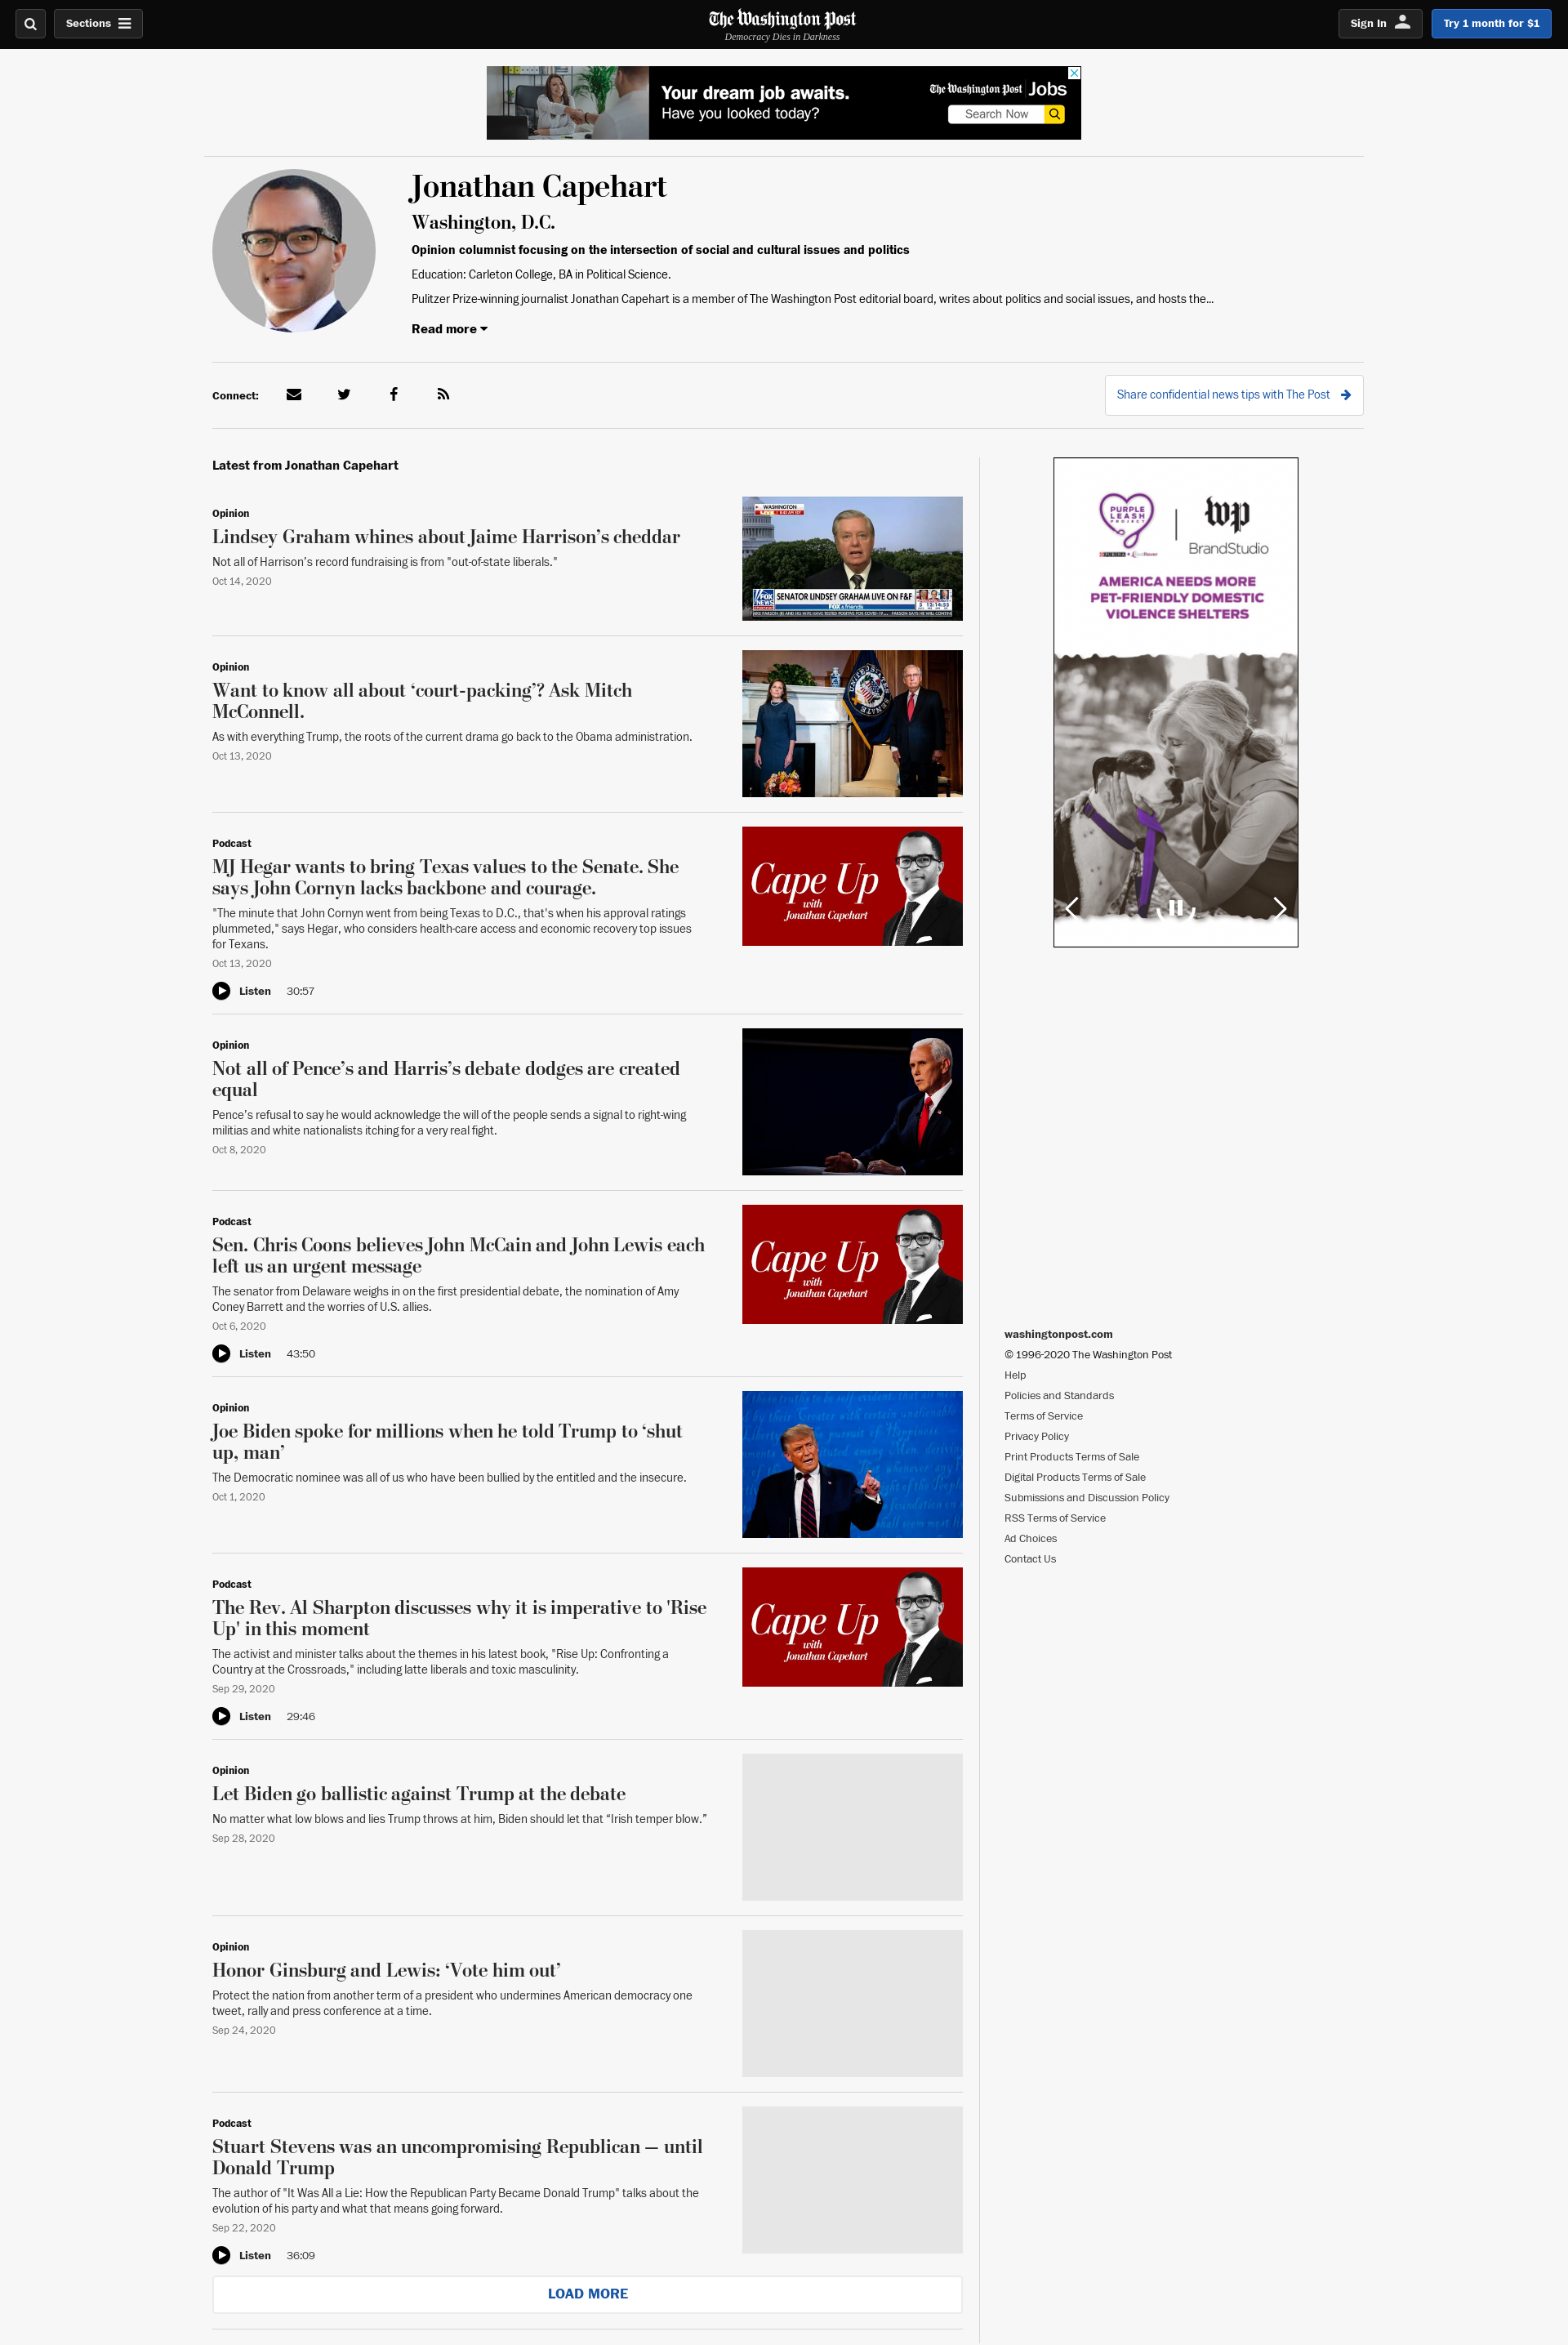 Sections
The Washington Post
Democracy Dies in Darkness
Sign In
Try 1 month for $1
Your dream job awaits.
Have you looked today?
The Washington Post Jobs
Search Now
Jonathan Capehart
Washington, D.C.
Opinion columnist focusing on the intersection of social and cultural issues and politics
Education: Carleton College, BA in Political Science.
Pulitzer Prize-winning journalist Jonathan Capehart is a member of The Washington Post editorial board, writes about politics and social issues, and hosts the...
Read more
Connect:
Share confidential news tips with The Post
Latest from Jonathan Capehart
Opinion
Lindsey Graham whines about Jaime Harrison’s cheddar
Not all of Harrison’s record fundraising is from "out-of-state liberals."
Oct 14, 2020
WASHINGTON
FOX NEWS
SENATOR LINDSEY GRAHAM LIVE ON F&F
FOX & friends
Opinion
Want to know all about ‘court-packing’? Ask Mitch
McConnell.
As with everything Trump, the roots of the current drama go back to the Obama administration.
Oct 13, 2020
Podcast
MJ Hegar wants to bring Texas values to the Senate. She
says John Cornyn lacks backbone and courage.
"The minute that John Cornyn went from being Texas to D.C., that's when his approval ratings
plummeted," says Hegar, who considers health-care access and economic recovery top issues
for Texans.
Oct 13, 2020
Listen 30:57
Cape Up
with
Jonathan Capehart
Opinion
Not all of Pence’s and Harris’s debate dodges are created
equal
Pence’s refusal to say he would acknowledge the will of the people sends a signal to right-wing
militias and white nationalists itching for a very real fight.
Oct 8, 2020
Podcast
Sen. Chris Coons believes John McCain and John Lewis each
left us an urgent message
The senator from Delaware weighs in on the first presidential debate, the nomination of Amy
Coney Barrett and the worries of U.S. allies.
Oct 6, 2020
Listen 43:50
Cape Up
with
Jonathan Capehart
Opinion
Joe Biden spoke for millions when he told Trump to ‘shut
up, man’
The Democratic nominee was all of us who have been bullied by the entitled and the insecure.
Oct 1, 2020
Podcast
The Rev. Al Sharpton discusses why it is imperative to 'Rise
Up' in this moment
The activist and minister talks about the themes in his latest book, "Rise Up: Confronting a
Country at the Crossroads," including latte liberals and toxic masculinity.
Sep 29, 2020
Listen 29:46
Cape Up
with
Jonathan Capehart
Opinion
Let Biden go ballistic against Trump at the debate
No matter what low blows and lies Trump throws at him, Biden should let that “Irish temper blow.”
Sep 28, 2020
Opinion
Honor Ginsburg and Lewis: ‘Vote him out’
Protect the nation from another term of a president who undermines American democracy one
tweet, rally and press conference at a time.
Sep 24, 2020
Podcast
Stuart Stevens was an uncompromising Republican — until
Donald Trump
The author of "It Was All a Lie: How the Republican Party Became Donald Trump" talks about the
evolution of his party and what that means going forward.
Sep 22, 2020
Listen 36:09
LOAD MORE
PURPLE
LEASH
PROJECT
wp
BrandStudio
AMERICA NEEDS MORE
PET-FRIENDLY DOMESTIC
VIOLENCE SHELTERS
washingtonpost.com
© 1996-2020 The Washington Post
Help
Policies and Standards
Terms of Service
Privacy Policy
Print Products Terms of Sale
Digital Products Terms of Sale
Submissions and Discussion Policy
RSS Terms of Service
Ad Choices
Contact Us